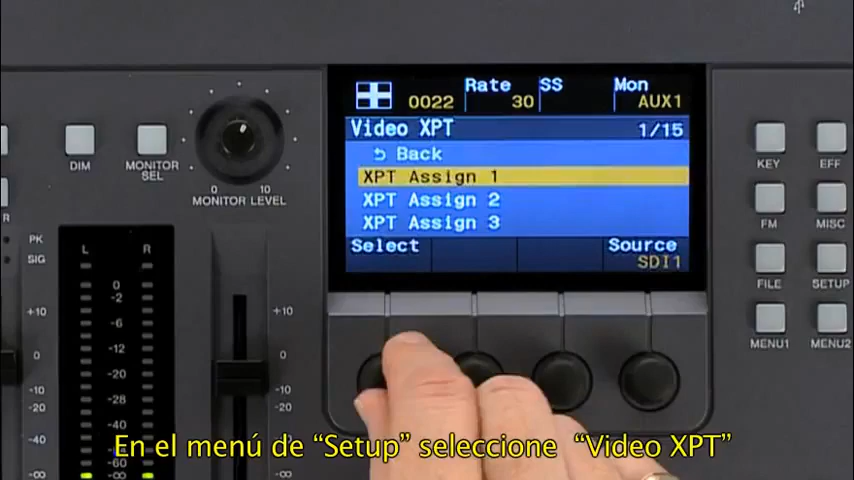 Rate SS Mon
0022 30 AUX1
Video XPT 1/15
Back
XPT Assign 1
XPT Assign 2
XPT Assign 3
Select Source
SDI1
DIM
MONITOR
SEL
0 10
MONITOR LEVEL
KEY EFF
FM MISC
FILE SETUP
MENU1 MENU2
R
PK
SIG
L R
+10
0
-10
-20
-40
-∞
0
-2
-6
-12
-20
-28
-40
-60
-∞
+10
0
-10
-20
-∞
En el menú de “Setup” seleccione “Video XPT”